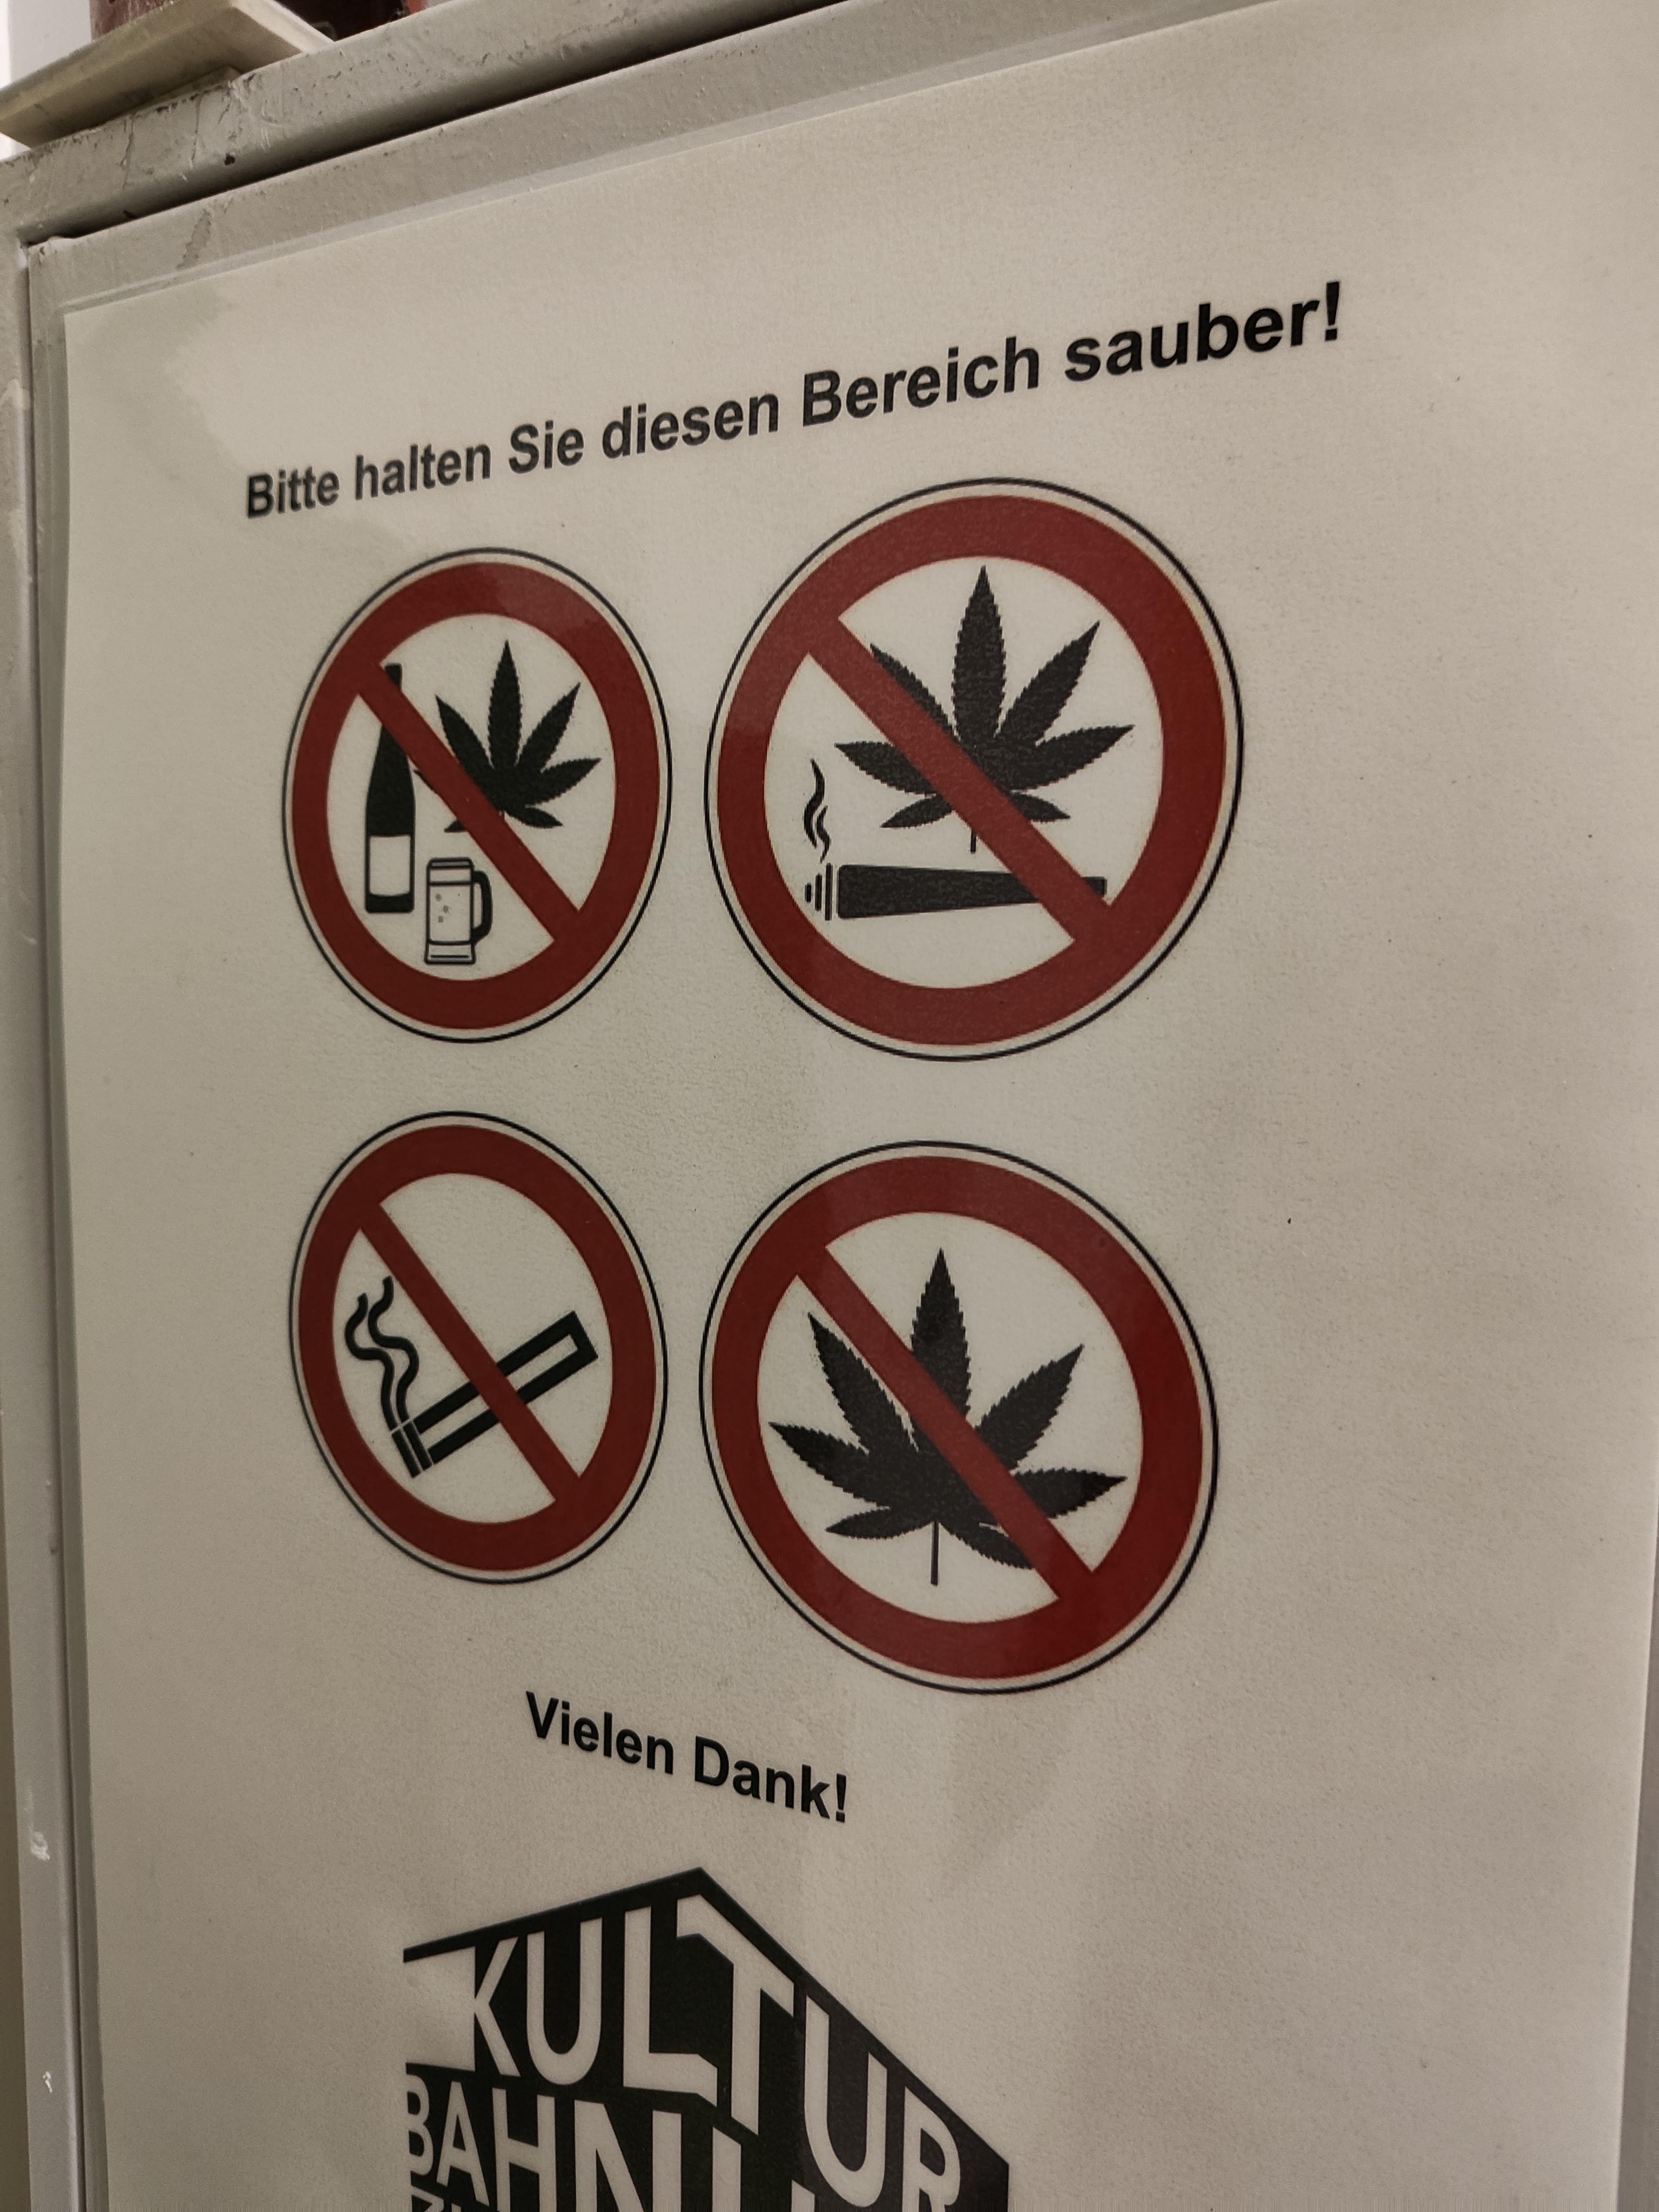 Bitte halten Sie diesen Bereich sauber!
Vielen Dank!
KULTUR